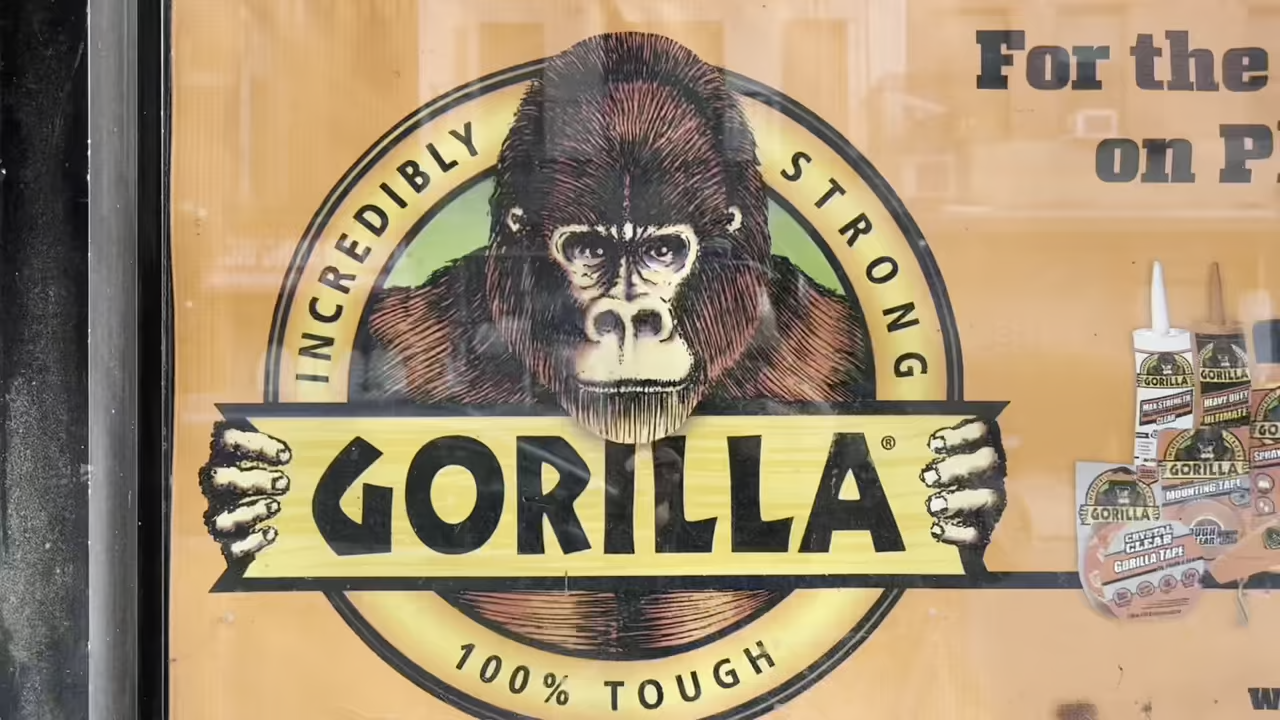 INCREDIBLY STRONG
GORILLA®
100% TOUGH
For the
on
GORILLA
MAX STRENGTH
CLEAR
GORILLA
HEAVY DUTY
ULTIMATE
GORILLA
MOUNTING TAPE
GORILLA
CRYSTAL
CLEAR
GORILLA TAPE